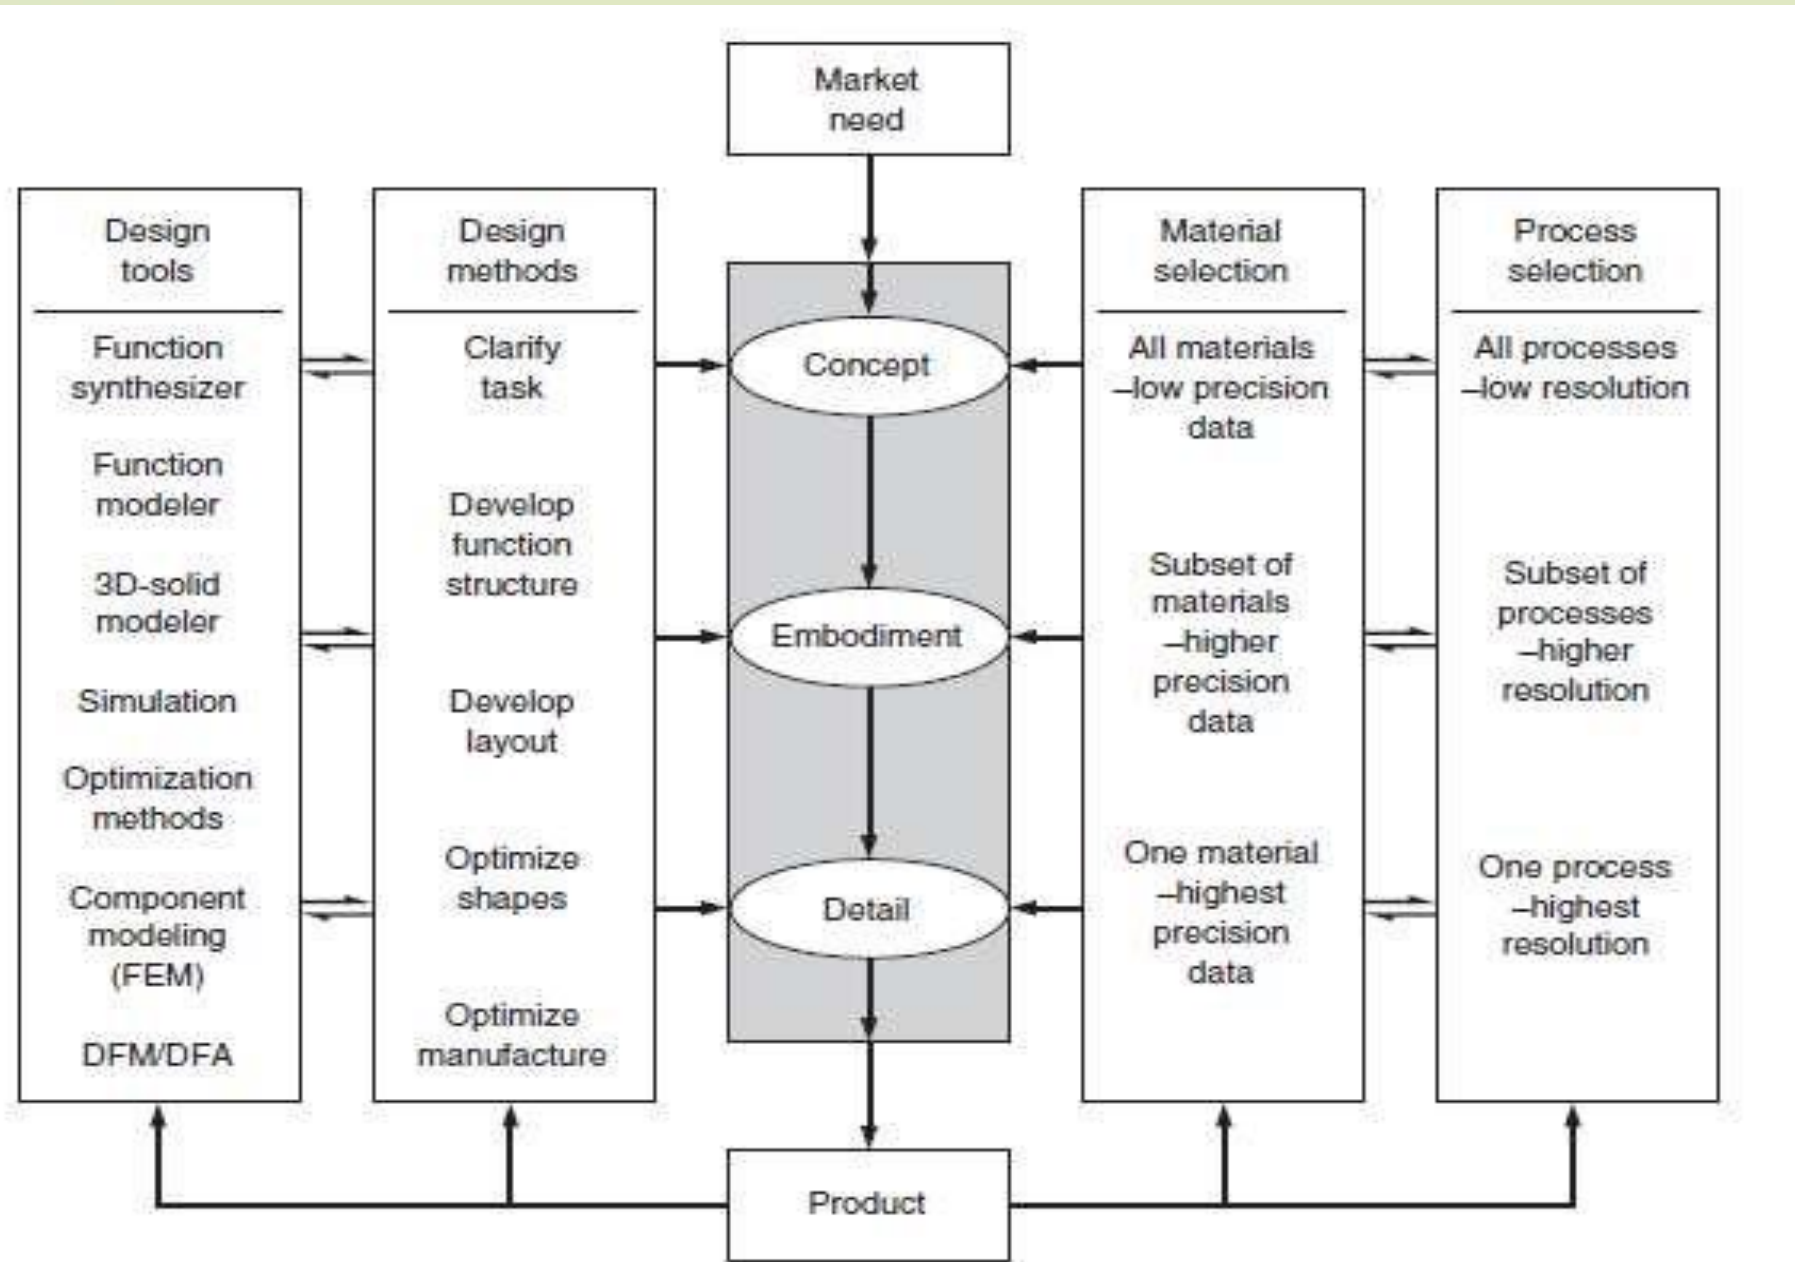 Market
need
Design
tools
Function
synthesizer
Function
modeler
3D-solid
modeler
Simulation
Optimization
methods
Component
modeling
(FEM)
DFM/DFA
Design
methods
Clarify
task
Develop
function
structure
Develop
layout
Optimize
shapes
Optimize
manufacture
Concept
Embodiment
Detail
Material
selection
All materials
–low precision
data
Subset of
materials
–higher
precision
data
One material
–highest
precision
data
Process
selection
All processes
–low resolution
Subset of
processes
–higher
resolution
One process
–highest
resolution
Product